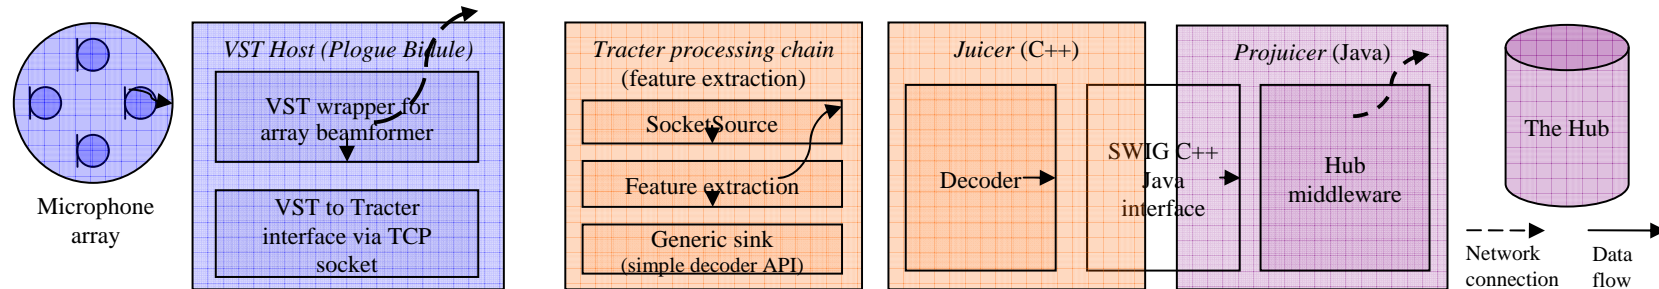 Microphone
array
VST Host (Plogue Bidule)
VST wrapper for
array beamformer
VST to Tracter
interface via TCP
socket
Tracter processing chain
(feature extraction)
SocketSource
Feature extraction
Generic sink
(simple decoder API)
Juicer (C++)
Decoder
SWIG C++
Java
interface
Projuicer (Java)
Hub
middleware
The Hub
Network
connection
Data
flow